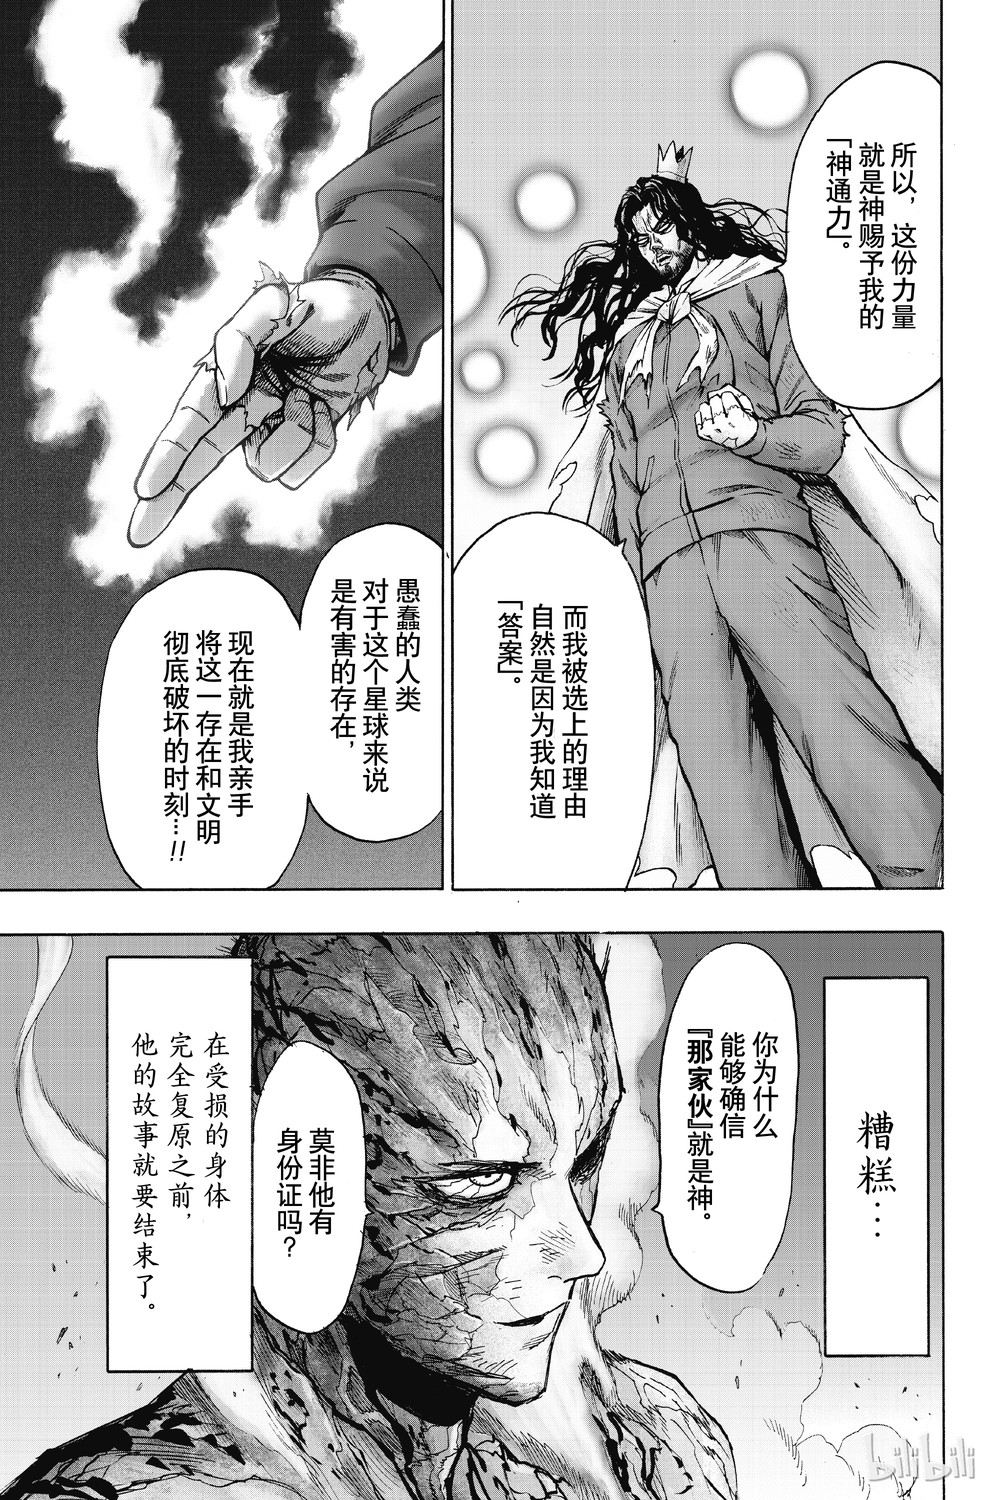 所以，这份力量
就是神赐予我的
「神通力」。
而我被选上的理由
自然是因为我知道
「答案」。
愚蠢的人类
对于这个星球来说
是有害的存在，
现在就是我亲手
将这一存在和文明
彻底破坏的时刻…!!
糟糕…
你为什么
能够确信
『那家伙』就是神。
莫非他有
身份证吗？
在受损的身体
完全复原之前，
他的故事就要结束了。
bilibili